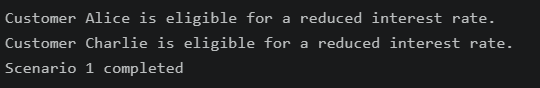 Customer Alice is eligible for a reduced interest rate.
Customer Charlie is eligible for a reduced interest rate.
Scenario 1 completed